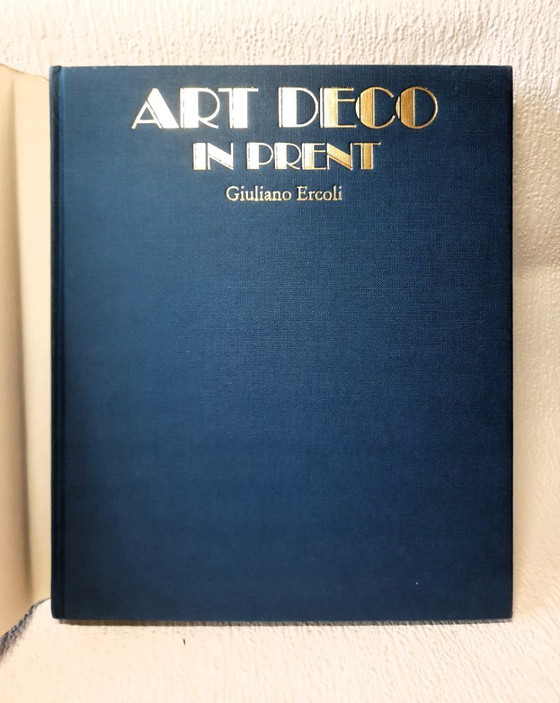 ART DECO
IN PRENT
Giuliano Ercoli